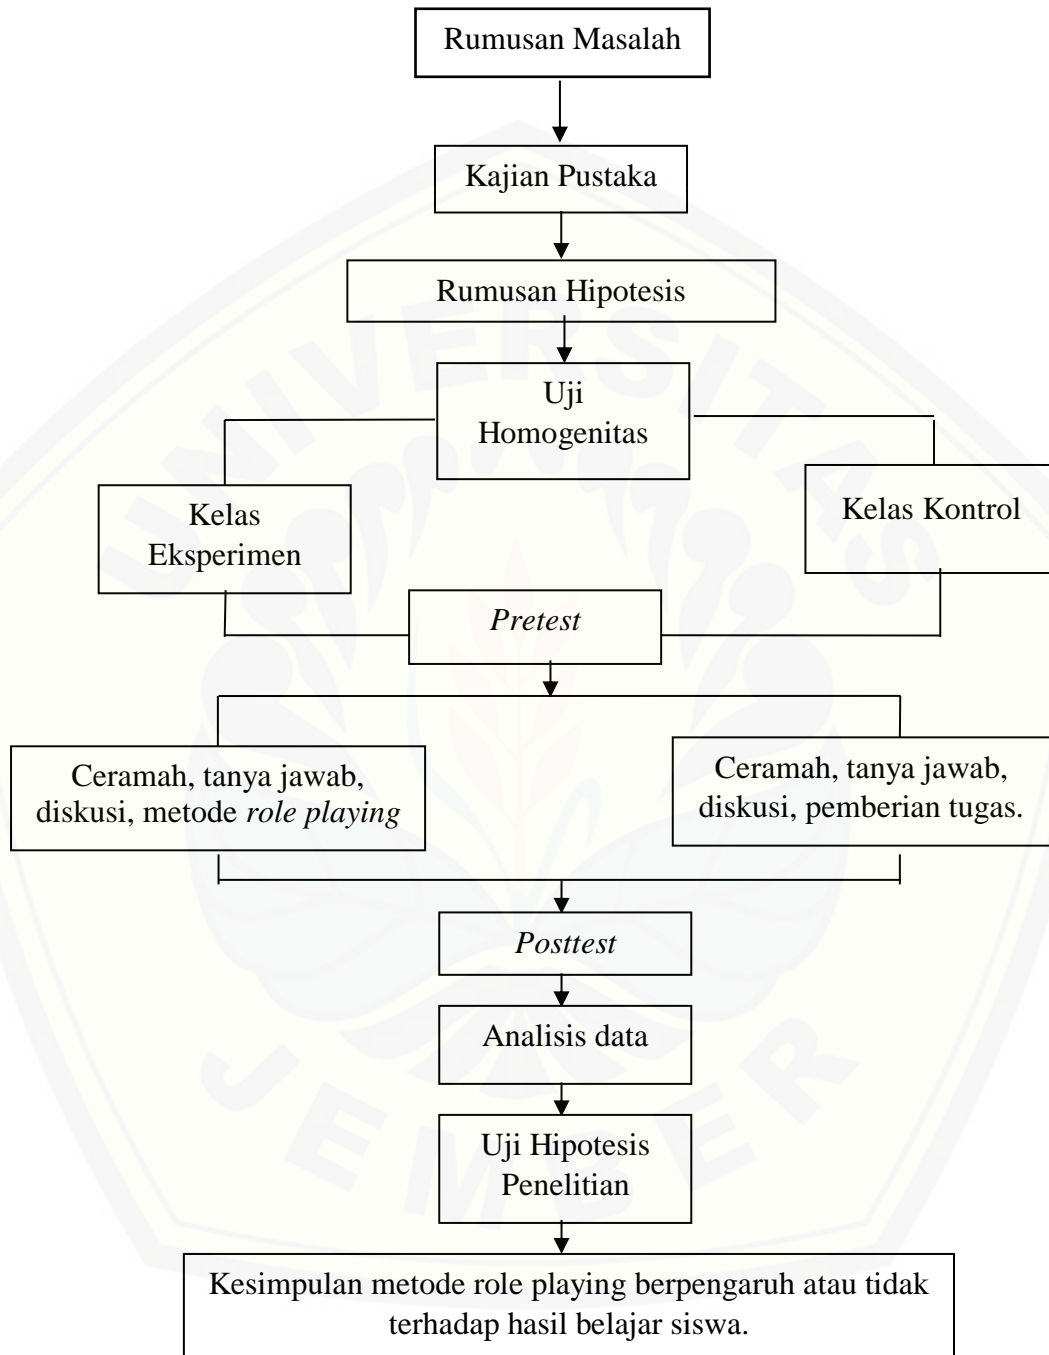 Rumusan Masalah
Kajian Pustaka
Rumusan Hipotesis
Uji
Homogenitas
Kelas
Eksperimen
Kelas Kontrol
Pretest
Ceramah, tanya jawab,
diskusi, metode role playing
Ceramah, tanya jawab,
diskusi, pemberian tugas.
Posttest
Analisis data
Uji Hipotesis
Penelitian
Kesimpulan metode role playing berpengaruh atau tidak
terhadap hasil belajar siswa.
UNIVERSITAS
JEMBER